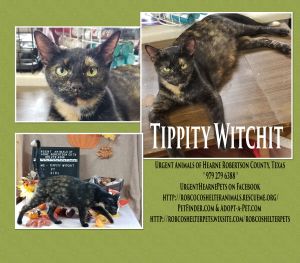 Tippity Witchit
Urgent Animals of Hearne Robertson County, Texas
* 979 279 6388 *
UrgentHearnePets on Facebook
http://robcoshelteranimals.rescueme.org/
PetFinder.com & Adopt-a-Pet.com
http://robcoshelterpets.wixsite.com/robcoshelterpets